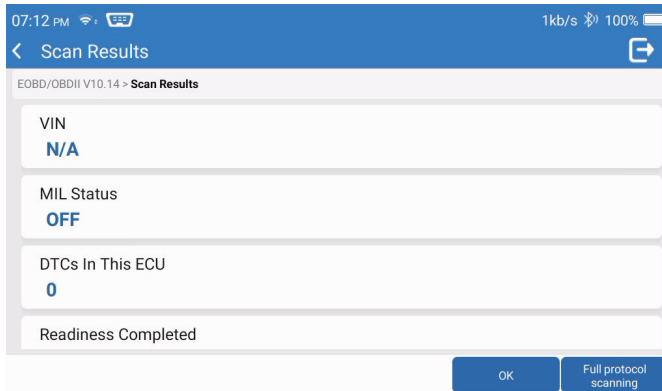 07:12 PM
1kb/s 100%
Scan Results
EOBD/OBDII V10.14 > Scan Results
VIN
N/A
MIL Status
OFF
DTCs In This ECU
0
Readiness Completed
OK
Full protocol
scanning